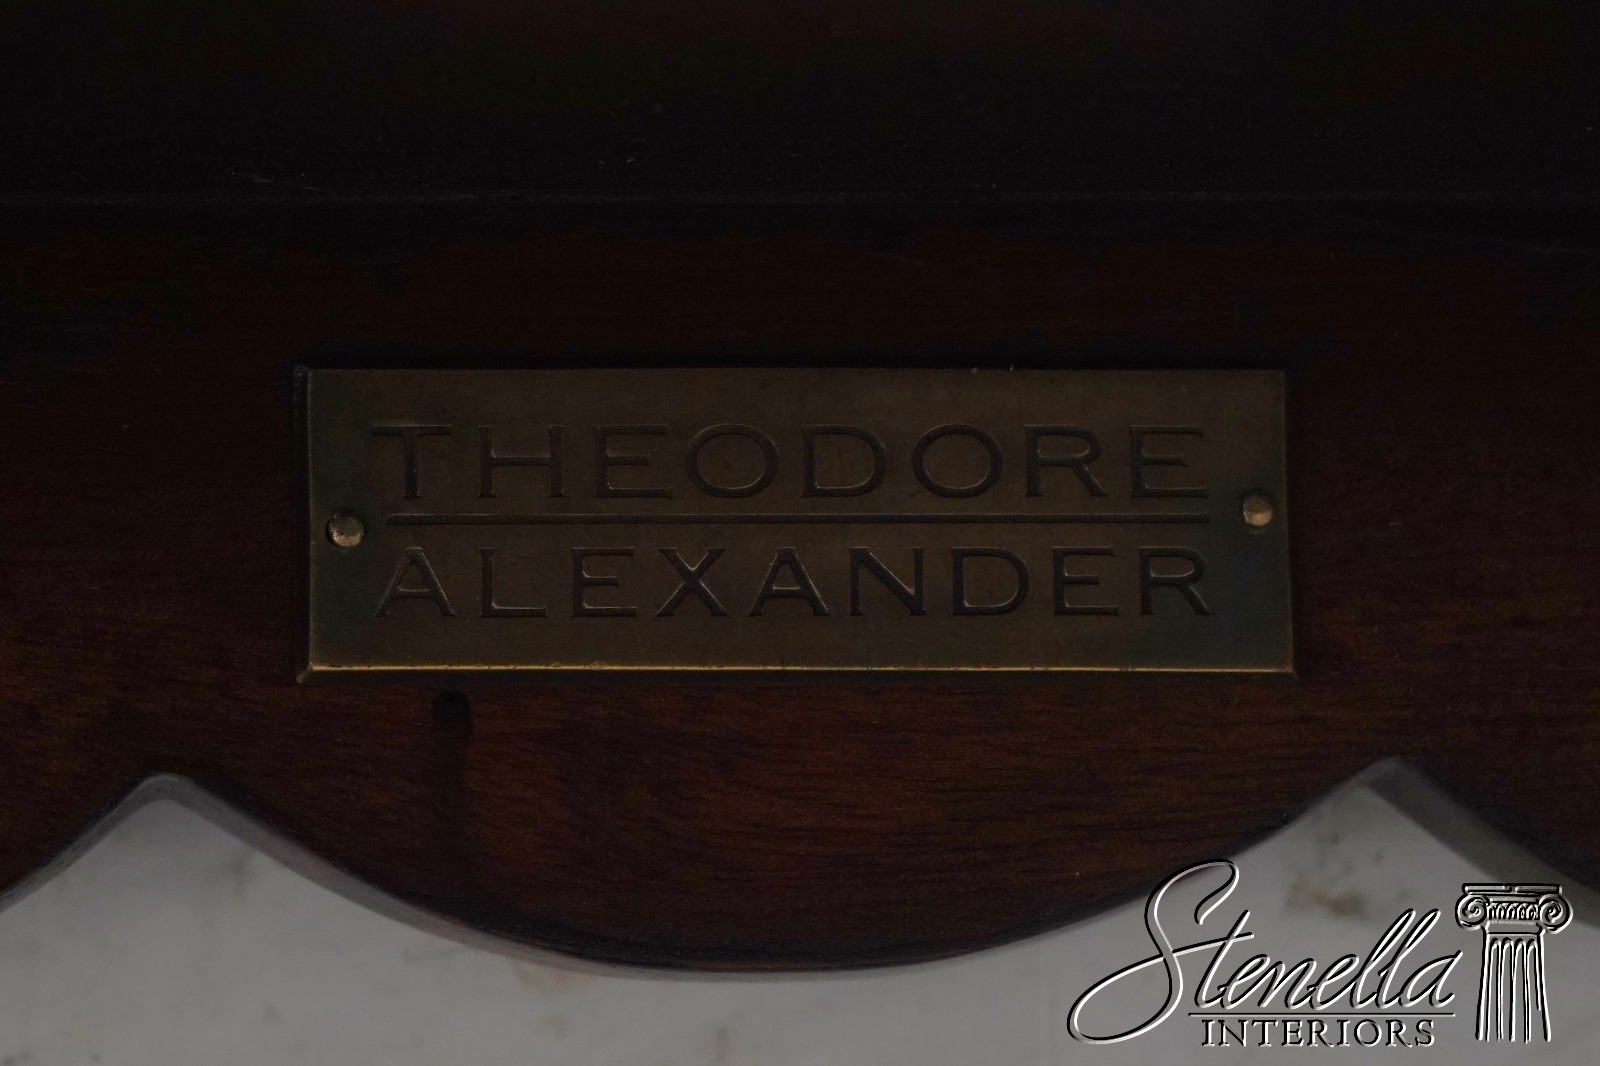 THEODORE
ALEXANDER
Stenella
INTERIORS